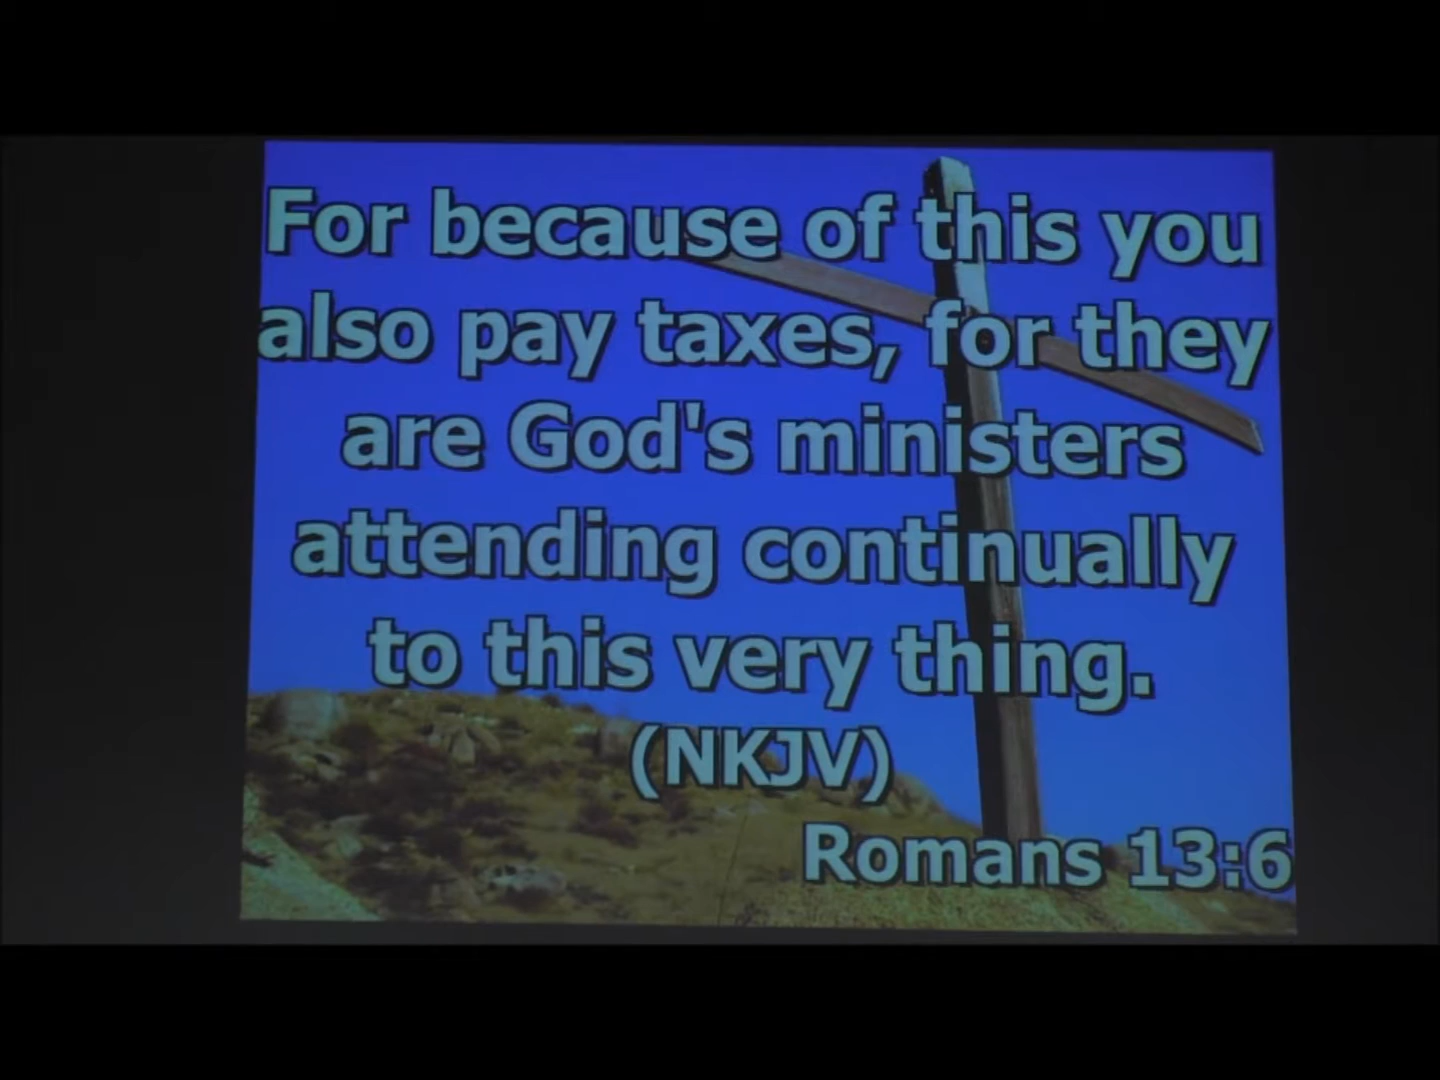 For because of this you
also pay taxes, for they
are God's ministers
attending continually
to this very thing.
(NKJV)
Romans 13:6